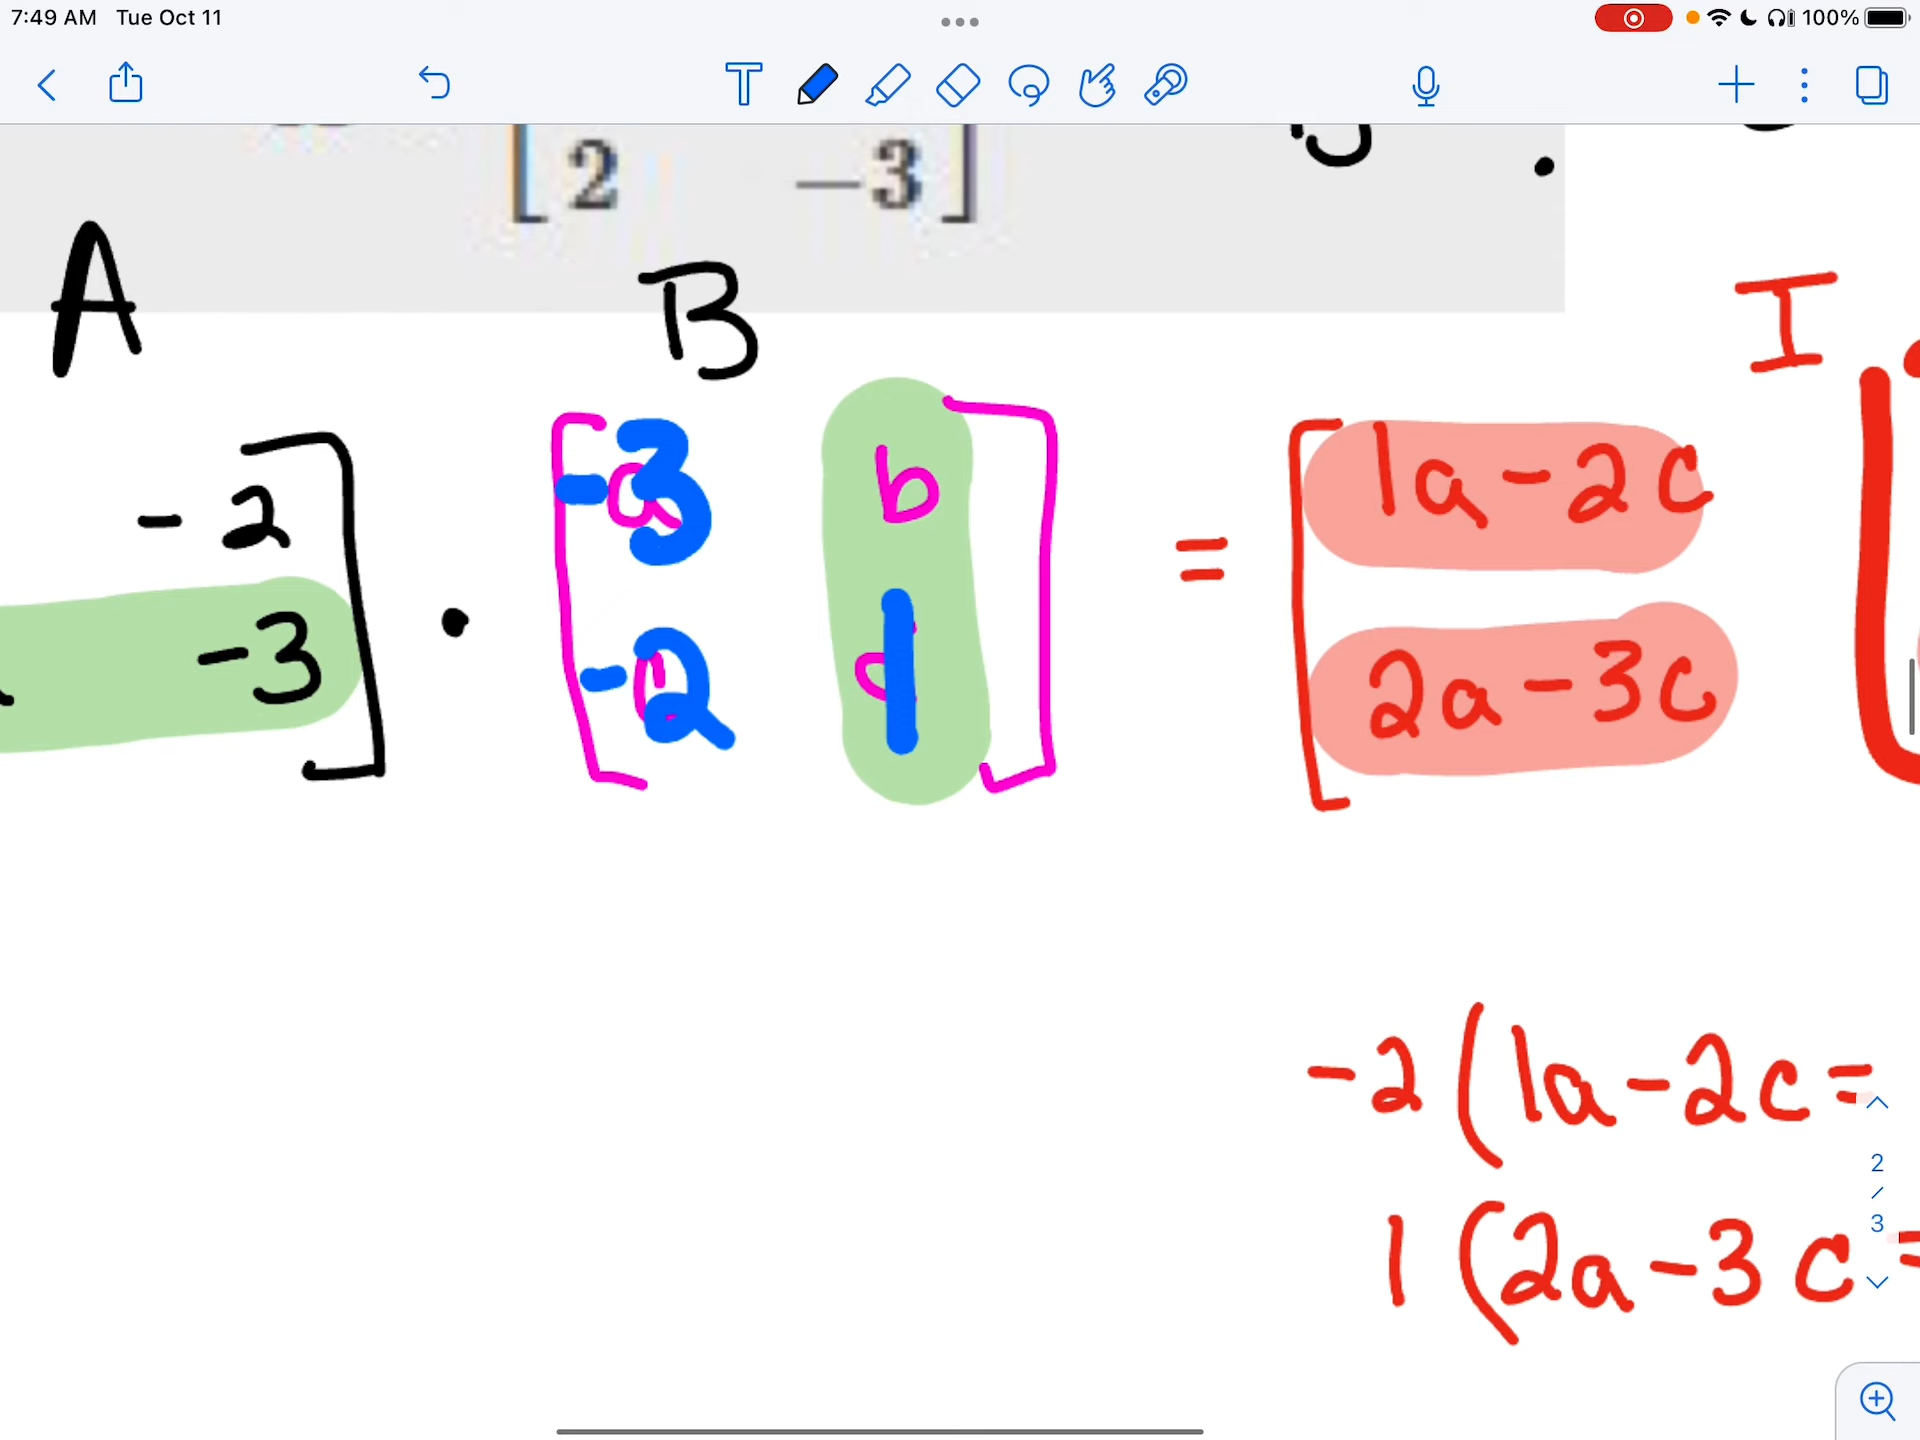 7:49 AM Tue Oct 11
100%
2 -3
A B I
-2 -3 b = 1a-2c
-3 · -2 1 2a-3c
-2(1a-2c=
2
/
3
1(2a-3c=